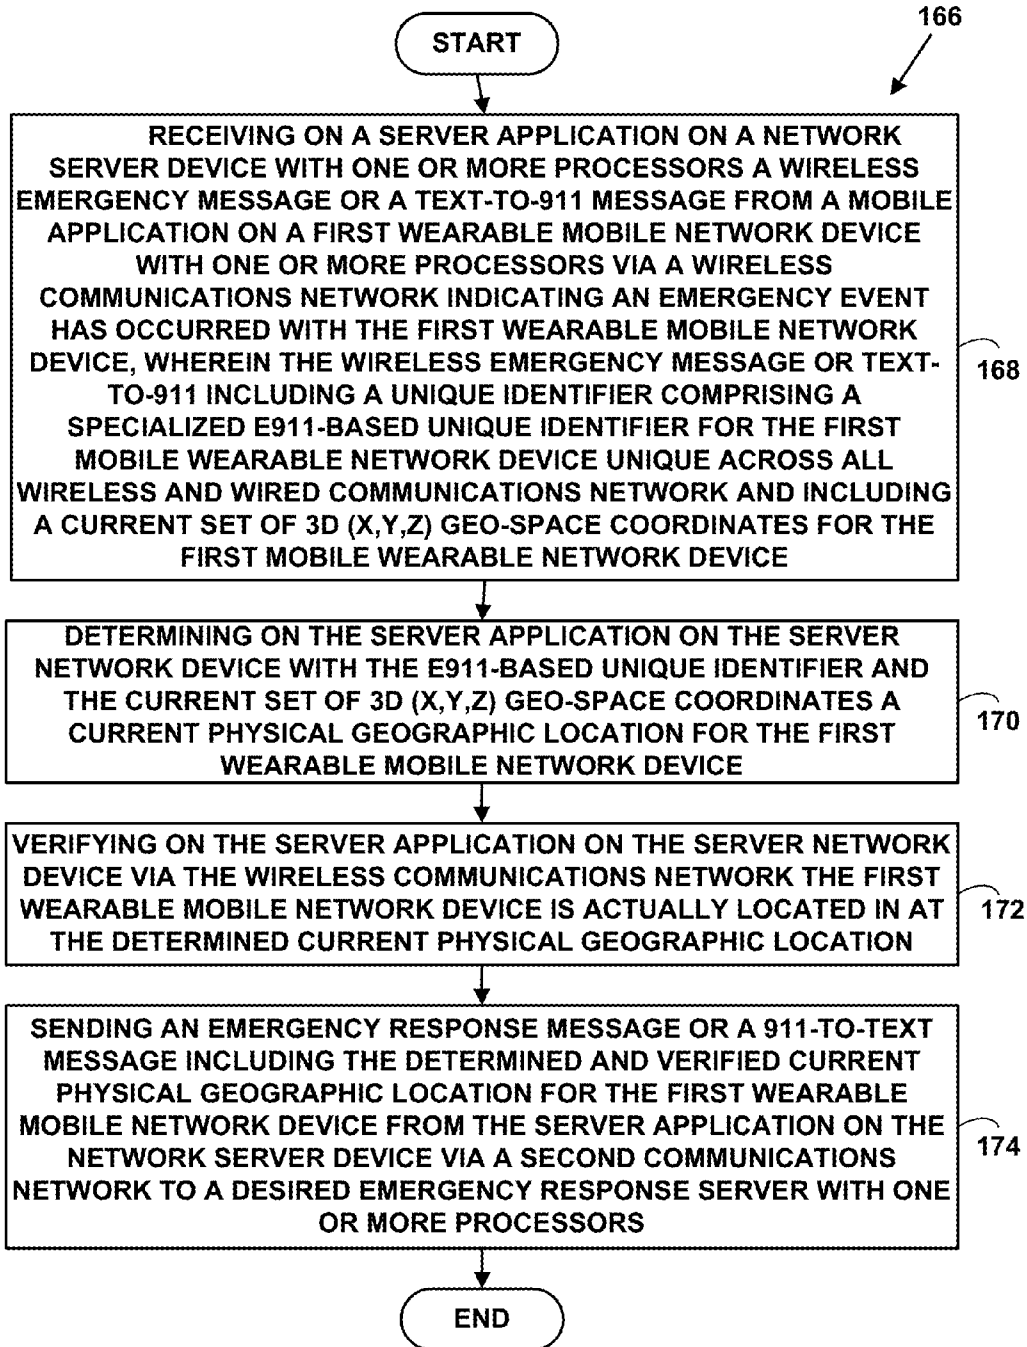 166
START
RECEIVING ON A SERVER APPLICATION ON A NETWORK
SERVER DEVICE WITH ONE OR MORE PROCESSORS A WIRELESS
EMERGENCY MESSAGE OR A TEXT-TO-911 MESSAGE FROM A MOBILE
APPLICATION ON A FIRST WEARABLE MOBILE NETWORK DEVICE
WITH ONE OR MORE PROCESSORS VIA A WIRELESS
COMMUNICATIONS NETWORK INDICATING AN EMERGENCY EVENT
HAS OCCURRED WITH THE FIRST WEARABLE MOBILE NETWORK
DEVICE, WHEREIN THE WIRELESS EMERGENCY MESSAGE OR TEXT-
TO-911 INCLUDING A UNIQUE IDENTIFIER COMPRISING A
SPECIALIZED E911-BASED UNIQUE IDENTIFIER FOR THE FIRST
MOBILE WEARABLE NETWORK DEVICE UNIQUE ACROSS ALL
WIRELESS AND WIRED COMMUNICATIONS NETWORK AND INCLUDING
A CURRENT SET OF 3D (X,Y,Z) GEO-SPACE COORDINATES FOR THE
FIRST MOBILE WEARABLE NETWORK DEVICE
168
DETERMINING ON THE SERVER APPLICATION ON THE SERVER
NETWORK DEVICE WITH THE E911-BASED UNIQUE IDENTIFIER AND
THE CURRENT SET OF 3D (X,Y,Z) GEO-SPACE COORDINATES A
CURRENT PHYSICAL GEOGRAPHIC LOCATION FOR THE FIRST
WEARABLE MOBILE NETWORK DEVICE
170
VERIFYING ON THE SERVER APPLICATION ON THE SERVER NETWORK
DEVICE VIA THE WIRELESS COMMUNICATIONS NETWORK THE FIRST
WEARABLE MOBILE NETWORK DEVICE IS ACTUALLY LOCATED IN AT
THE DETERMINED CURRENT PHYSICAL GEOGRAPHIC LOCATION
172
SENDING AN EMERGENCY RESPONSE MESSAGE OR A 911-TO-TEXT
MESSAGE INCLUDING THE DETERMINED AND VERIFIED CURRENT
PHYSICAL GEOGRAPHIC LOCATION FOR THE FIRST WEARABLE
MOBILE NETWORK DEVICE FROM THE SERVER APPLICATION ON THE
NETWORK SERVER DEVICE VIA A SECOND COMMUNICATIONS
NETWORK TO A DESIRED EMERGENCY RESPONSE SERVER WITH ONE
OR MORE PROCESSORS
174
END